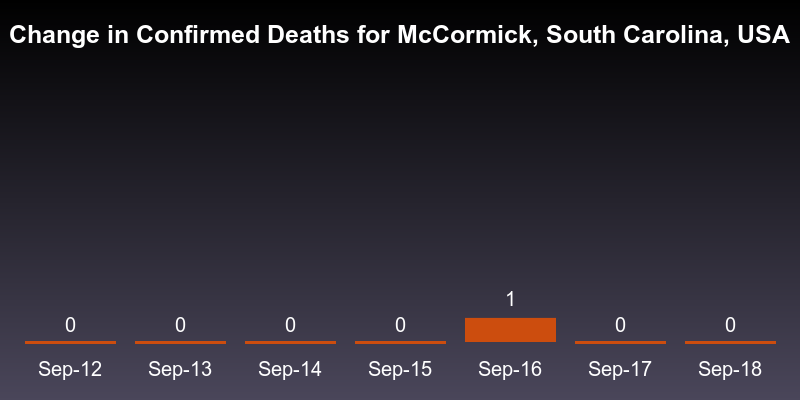 Change in Confirmed Deaths for McCormick, South Carolina, USA
0 0 0 0 1 0 0
Sep-12 Sep-13 Sep-14 Sep-15 Sep-16 Sep-17 Sep-18